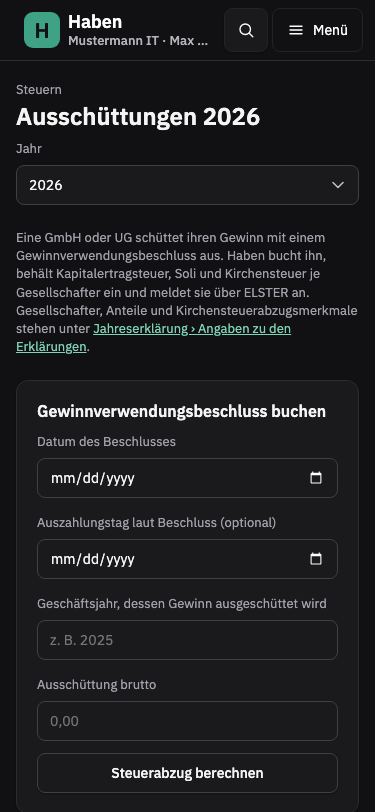 H
Haben
Mustermann IT · Max ...
Menü
Steuern
Ausschüttungen 2026
Jahr
2026
Eine GmbH oder UG schüttet ihren Gewinn mit einem
Gewinnverwendungsbeschluss aus. Haben bucht ihn,
behält Kapitalertragsteuer, Soli und Kirchensteuer je
Gesellschafter ein und meldet sie über ELSTER an.
Gesellschafter, Anteile und Kirchensteuerabzugsmerkmale
stehen unter Jahreserklärung › Angaben zu den
Erklärungen.
Gewinnverwendungsbeschluss buchen
Datum des Beschlusses
mm/dd/yyyy
Auszahlungstag laut Beschluss (optional)
mm/dd/yyyy
Geschäftsjahr, dessen Gewinn ausgeschüttet wird
z. B. 2025
Ausschüttung brutto
0,00
Steuerabzug berechnen